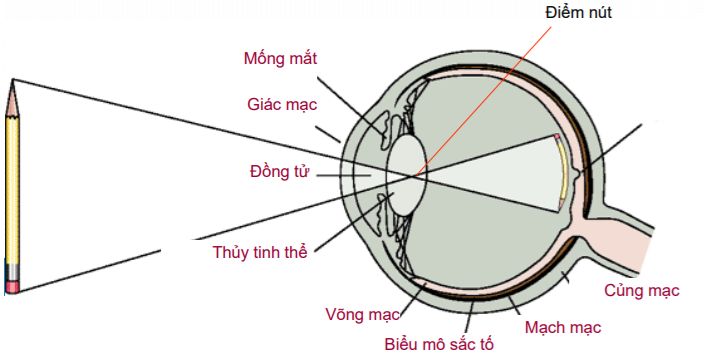 Điểm nút
Mống mắt
Giác mạc
Đồng tử
Thủy tinh thể
Võng mạc
Biểu mô sắc tố
Mạch mạc
Củng mạc